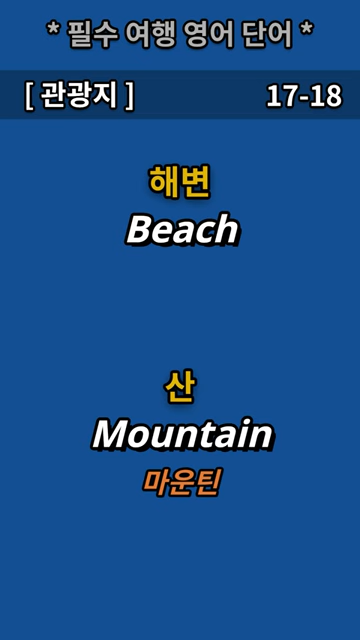 * 필수 여행 영어 단어 *
[ 관광지 ] 17-18
해변
Beach
산
Mountain
마운틴